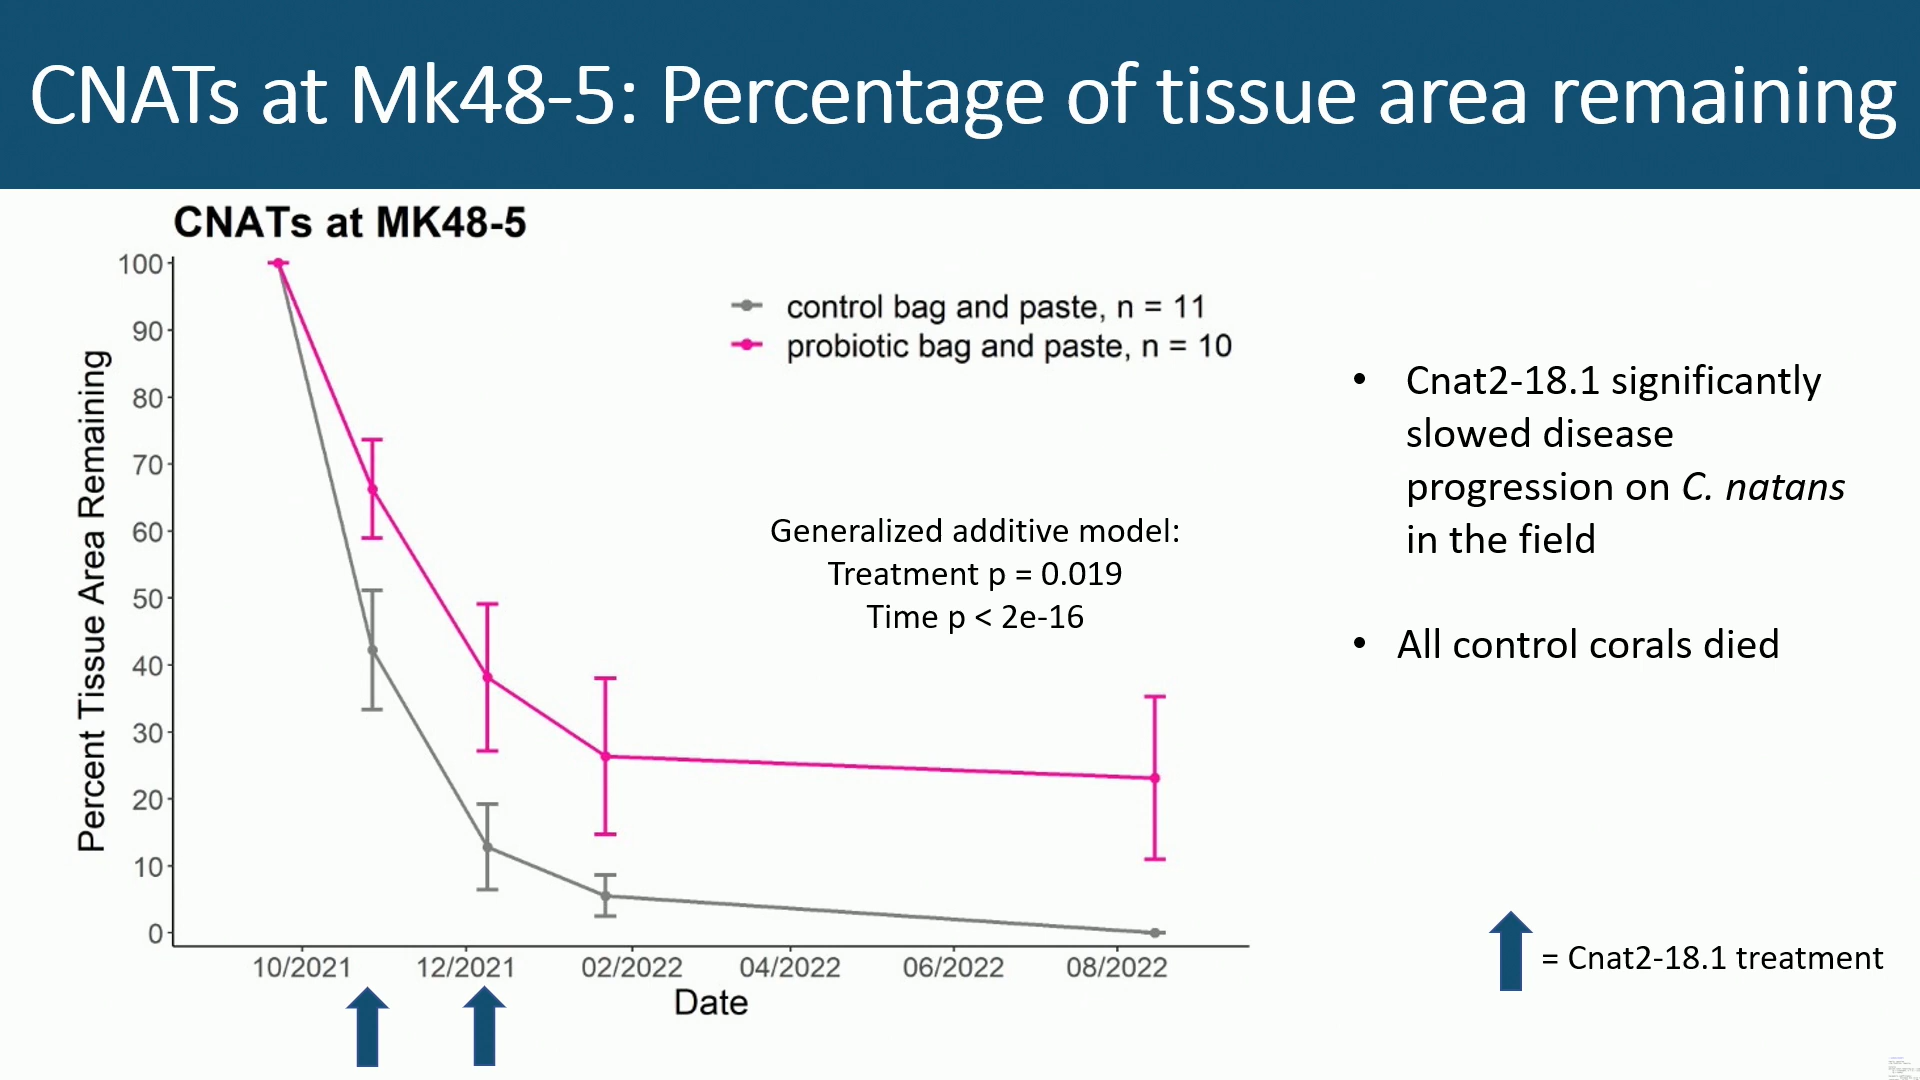 CNATs at Mk48-5: Percentage of tissue area remaining
CNATs at MK48-5
100
90
80
70
60
50
40
30
20
10
0
Percent Tissue Area Remaining
control bag and paste, n = 11
probiotic bag and paste, n = 10
Generalized additive model:
Treatment p = 0.019
Time p < 2e-16
10/2021
12/2021
02/2022
04/2022
06/2022
08/2022
Date
• Cnat2-18.1 significantly
slowed disease
progression on C. natans
in the field
• All control corals died
= Cnat2-18.1 treatment